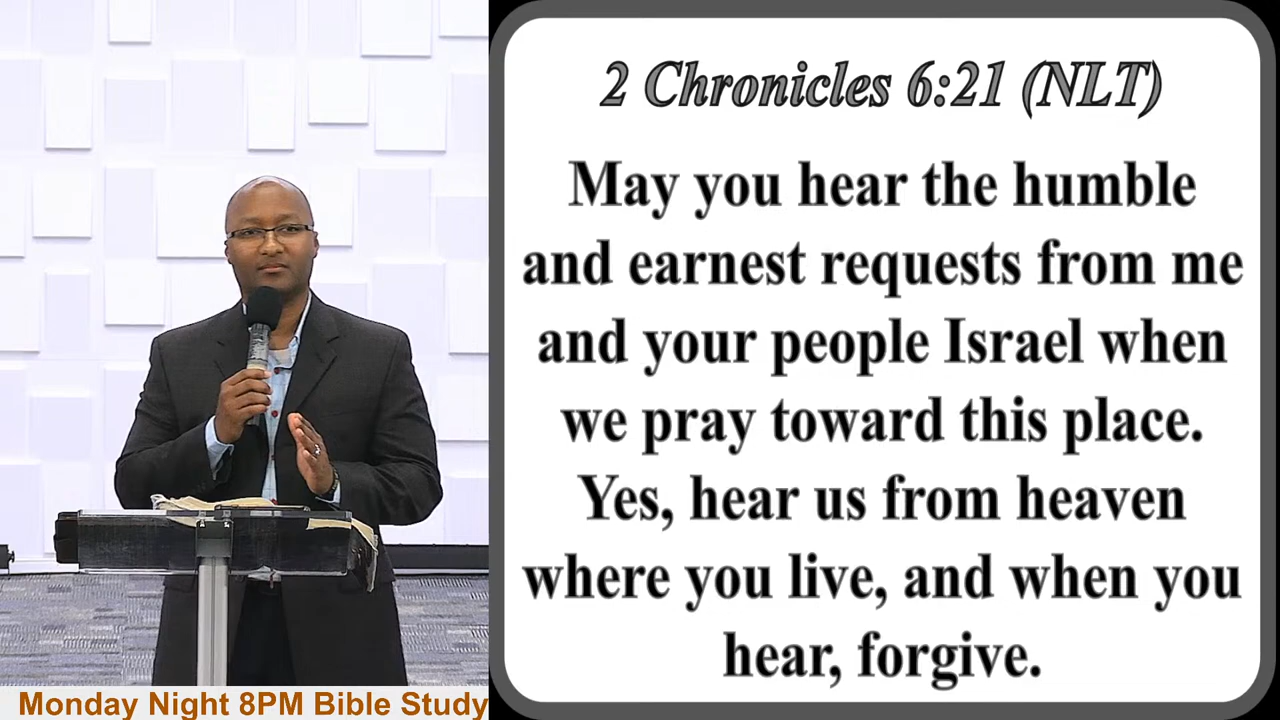 2 Chronicles 6:21 (NLT)
May you hear the humble
and earnest requests from me
and your people Israel when
we pray toward this place.
Yes, hear us from heaven
where you live, and when you
hear, forgive.
Monday Night 8PM Bible Study